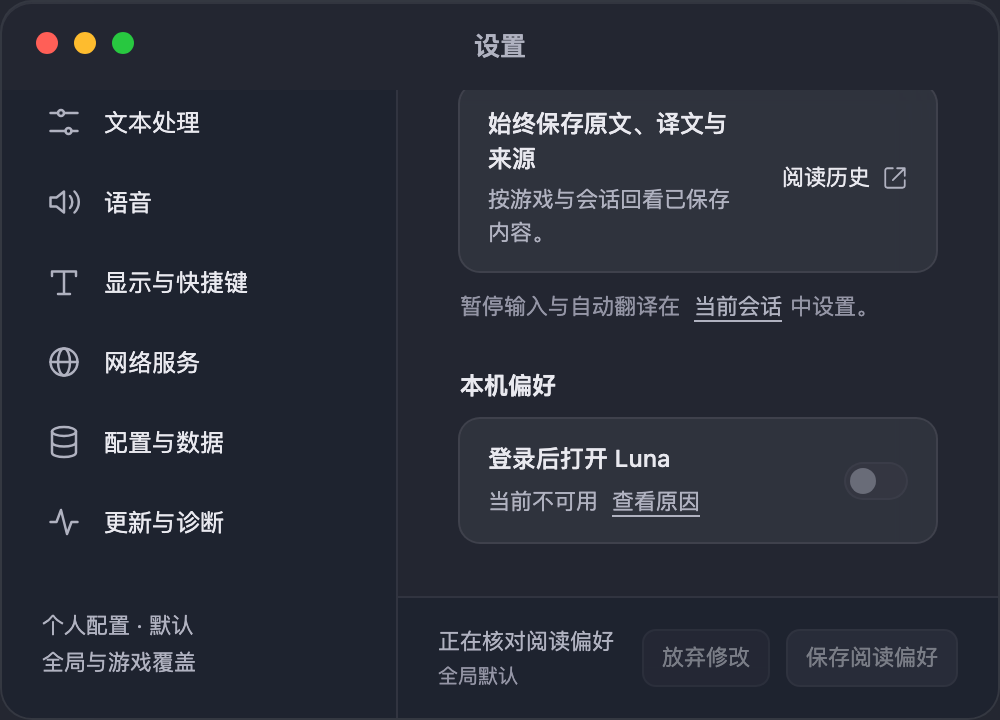 设置
文本处理
语音
显示与快捷键
网络服务
配置与数据
更新与诊断
个人配置 · 默认
全局与游戏覆盖
始终保存原文、译文与
来源
按游戏与会话回看已保存
内容。
阅读历史
暂停输入与自动翻译在 当前会话 中设置。
本机偏好
登录后打开 Luna
当前不可用 查看原因
正在核对阅读偏好
全局默认
放弃修改
保存阅读偏好